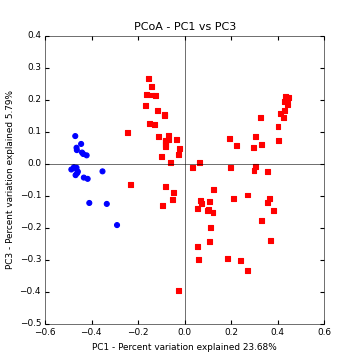 PCoA - PC1 vs PC3
0.4
0.3
0.2
0.1
0.0
−0.1
−0.2
−0.3
−0.4
−0.5
−0.6 −0.4 −0.2 0.0 0.2 0.4 0.6
PC1 - Percent variation explained 23.68%
PC3 - Percent variation explained 5.79%